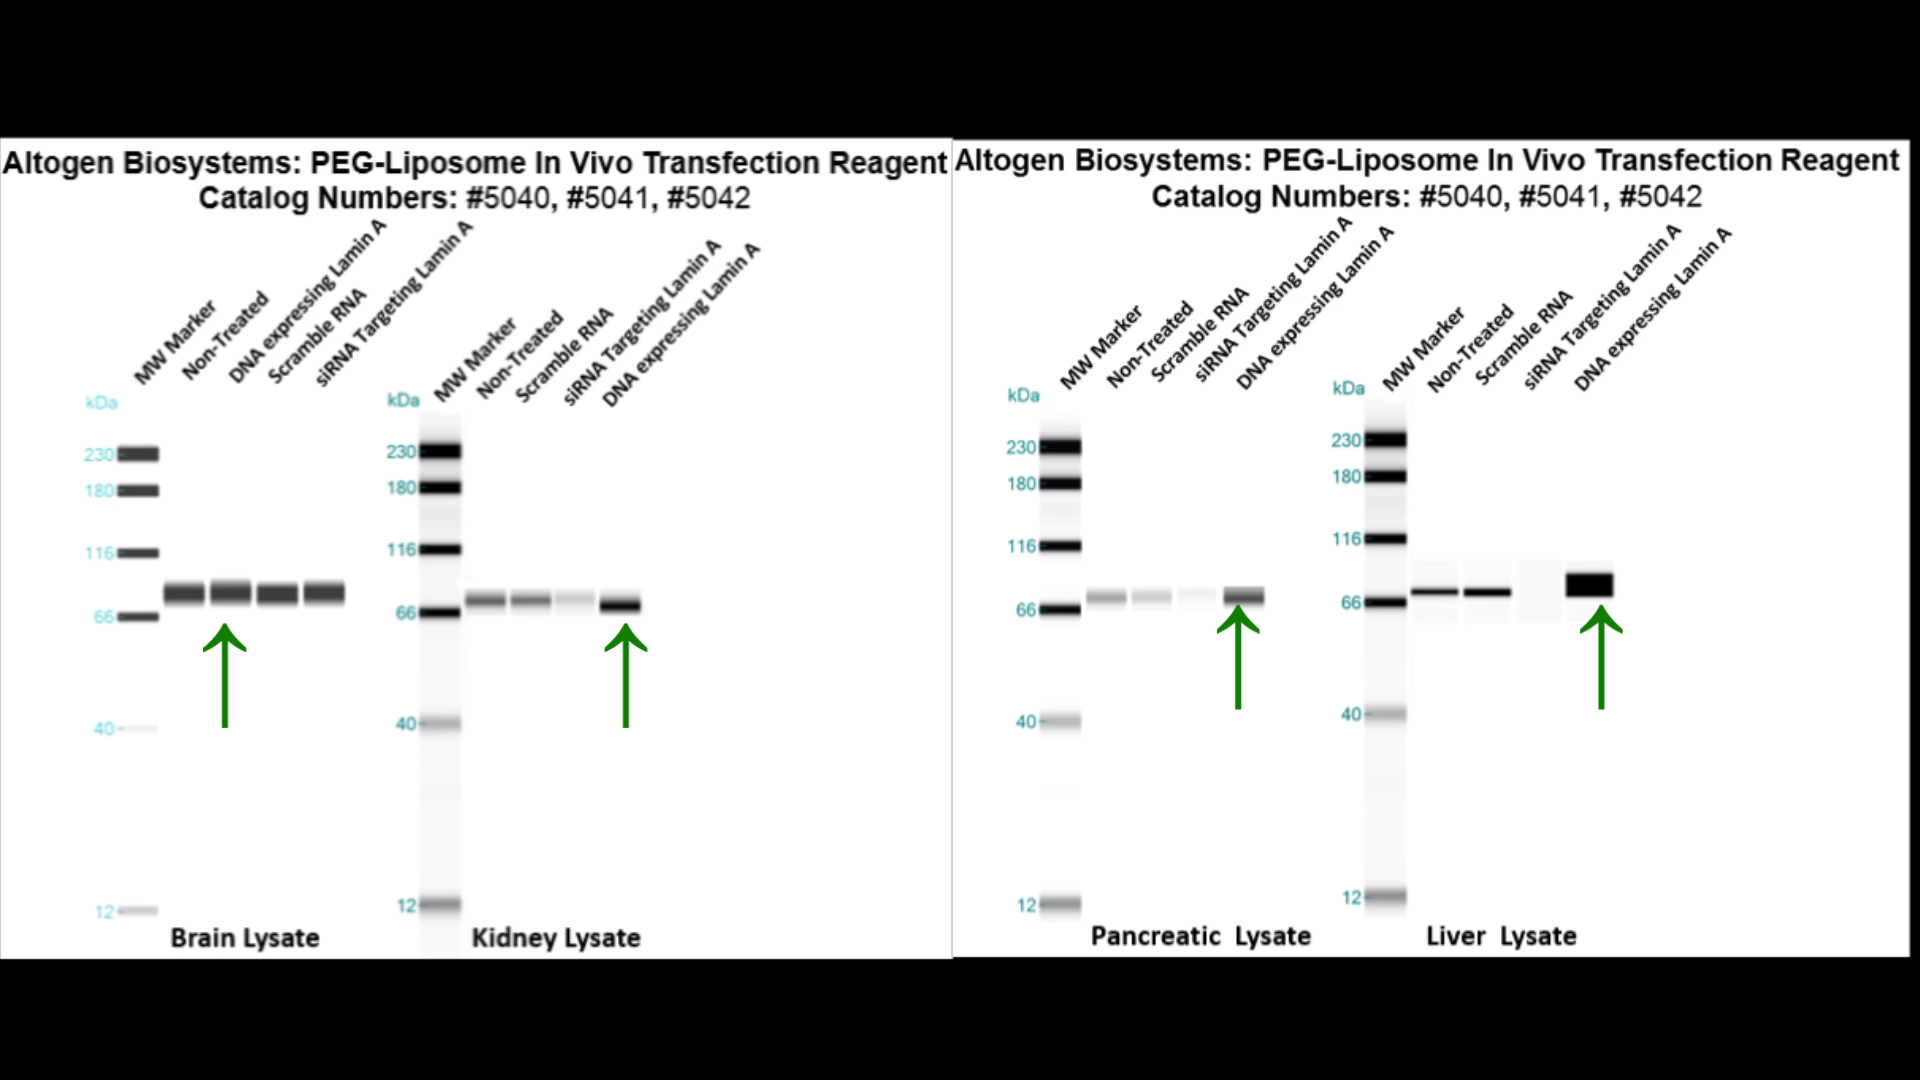 Altogen Biosystems: PEG-Liposome In Vivo Transfection Reagent
Catalog Numbers: #5040, #5041, #5042
MW Marker
Non-Treated
DNA expressing Lamin A
Scramble RNA
siRNA Targeting Lamin A
kDa
230
180
116
66
40
12
Brain Lysate
MW Marker
Non-Treated
Scramble RNA
siRNA Targeting Lamin A
DNA expressing Lamin A
kDa
230
180
116
66
40
12
Kidney Lysate
Altogen Biosystems: PEG-Liposome In Vivo Transfection Reagent
Catalog Numbers: #5040, #5041, #5042
MW Marker
Non-Treated
Scramble RNA
siRNA Targeting Lamin A
DNA expressing Lamin A
kDa
230
180
116
66
40
12
Pancreatic Lysate
MW Marker
Non-Treated
Scramble RNA
siRNA Targeting Lamin A
DNA expressing Lamin A
kDa
230
180
116
66
40
12
Liver Lysate